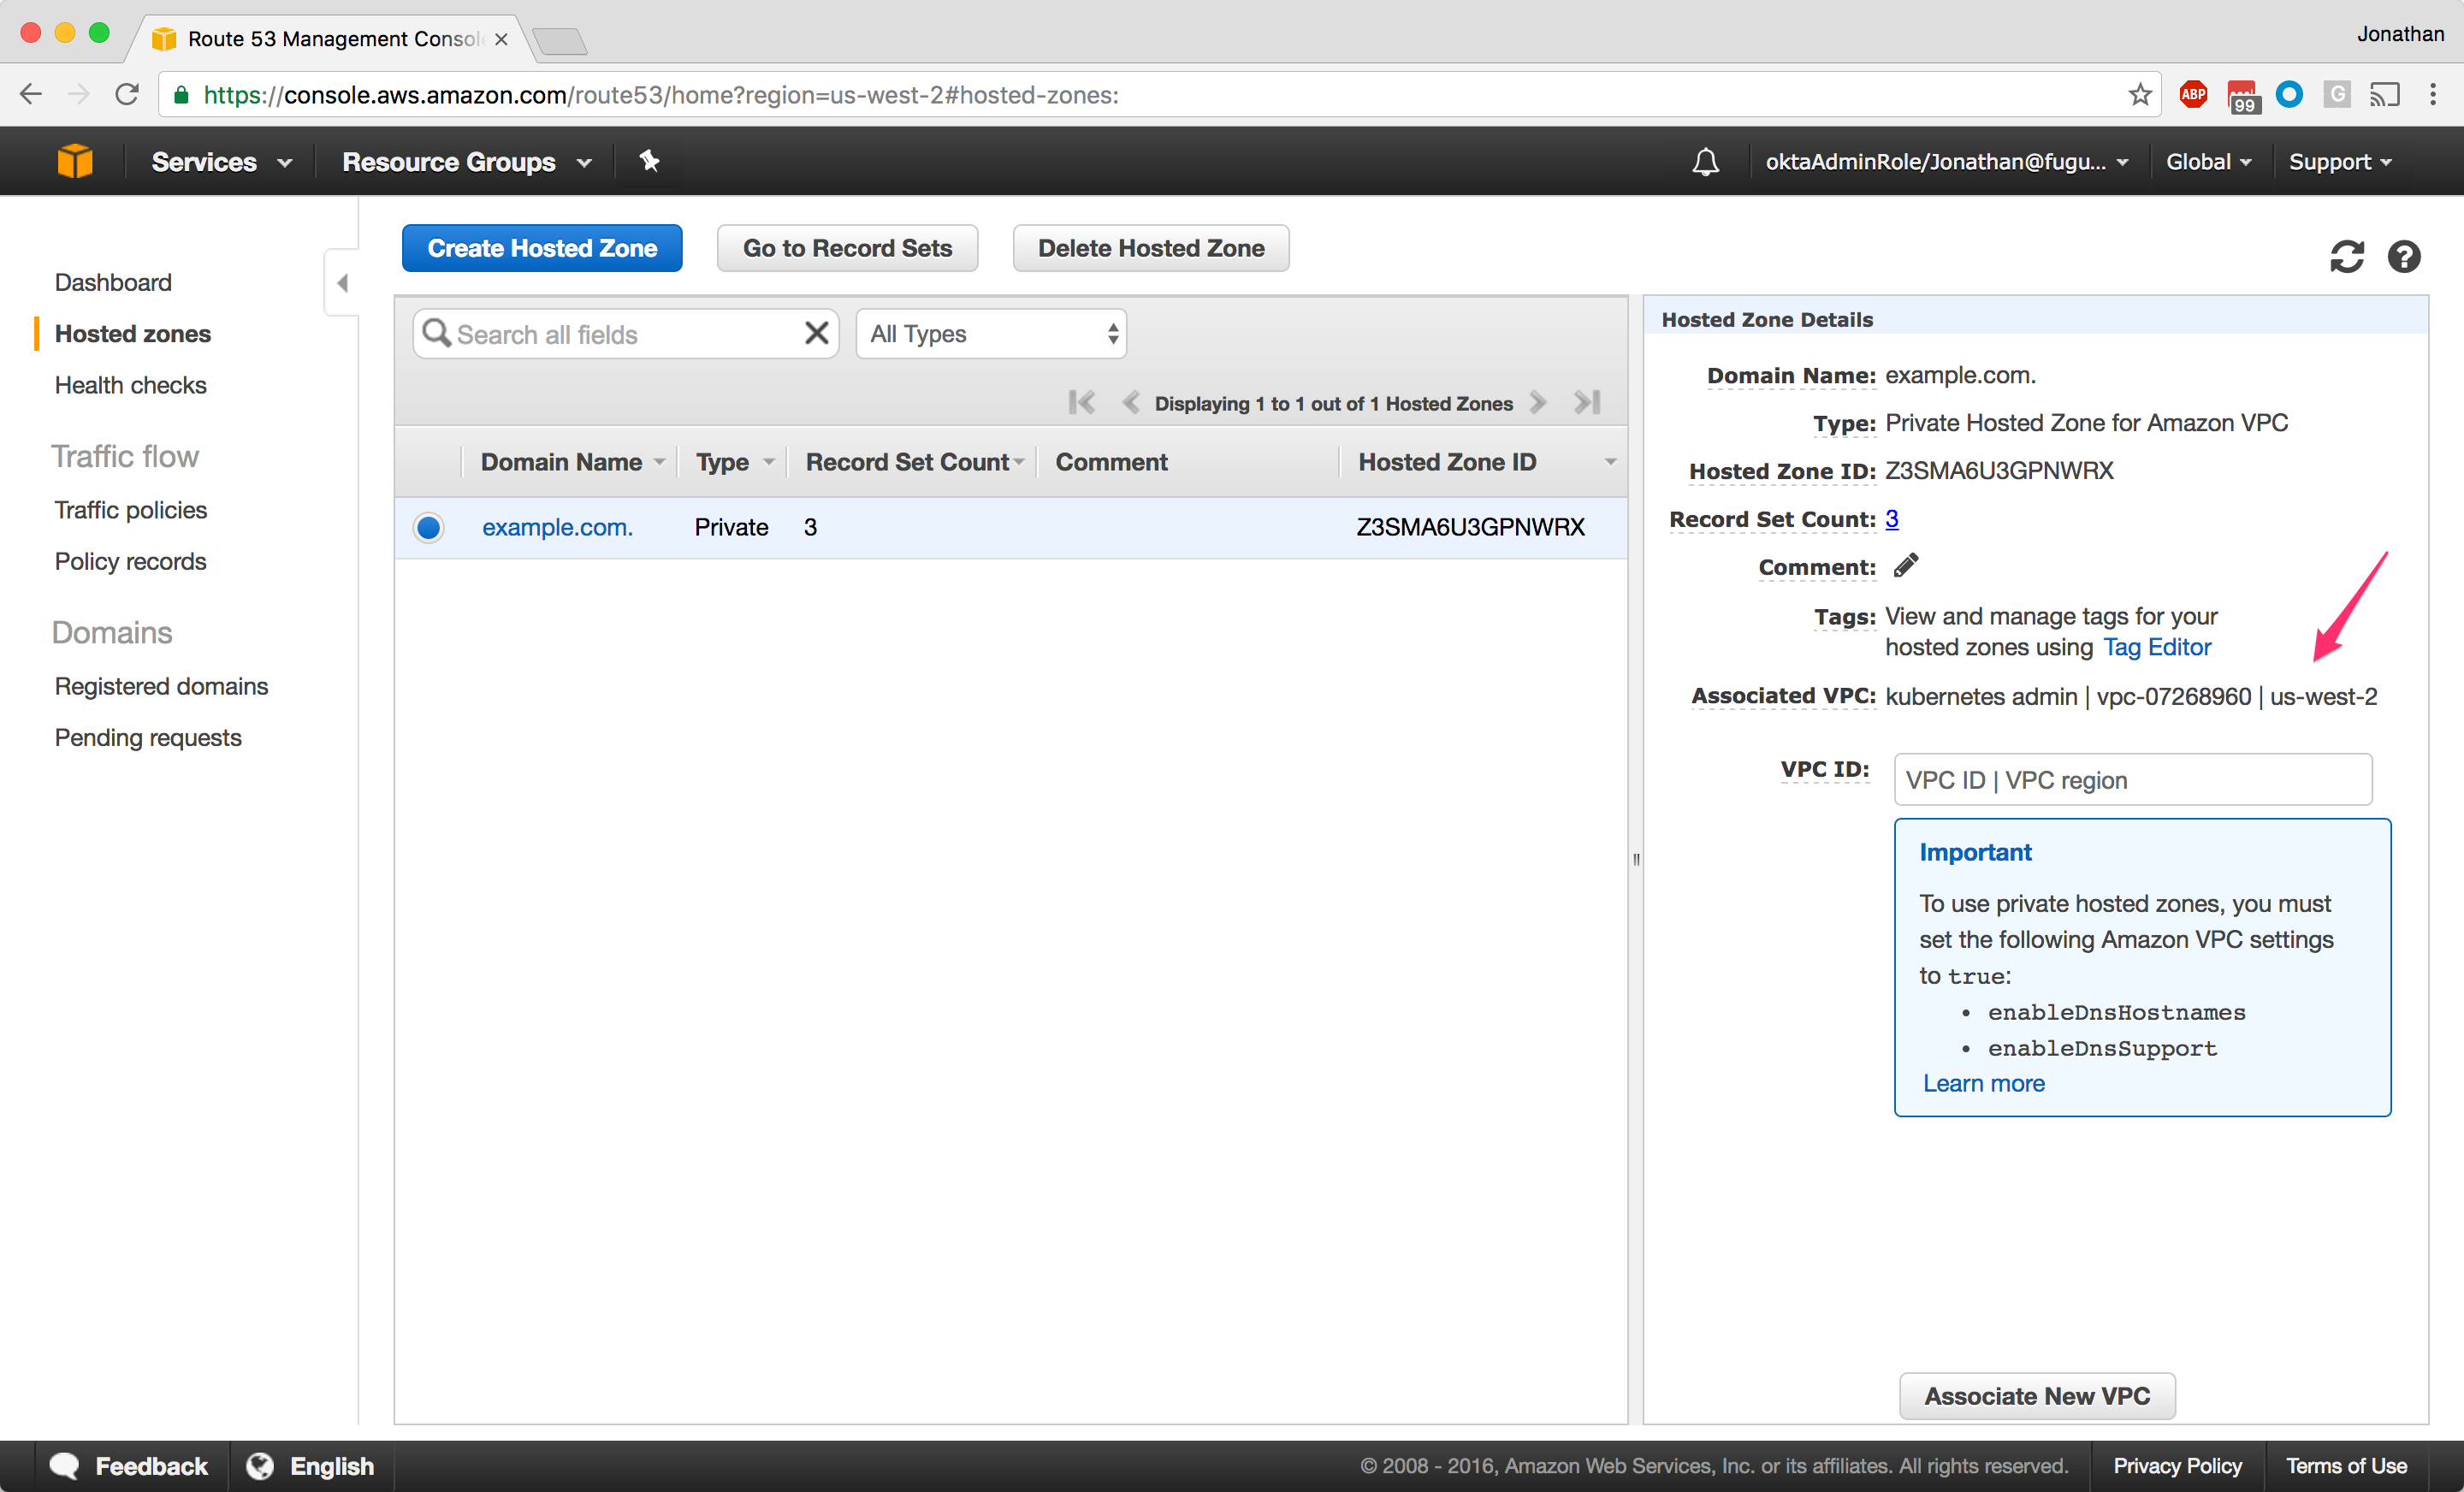 Route 53 Management Consol
Jonathan
https://console.aws.amazon.com/route53/home?region=us-west-2#hosted-zones:
ABP
99
G
Services
Resource Groups
oktaAdminRole/Jonathan@fugu...
Global
Support
Dashboard
Hosted zones
Health checks
Traffic flow
Traffic policies
Policy records
Domains
Registered domains
Pending requests
Create Hosted Zone
Go to Record Sets
Delete Hosted Zone
?
Search all fields
All Types
Displaying 1 to 1 out of 1 Hosted Zones
Domain Name Type Record Set Count Comment Hosted Zone ID
example.com. Private 3 Z3SMA6U3GPNWRX
Hosted Zone Details
Domain Name: example.com.
Type: Private Hosted Zone for Amazon VPC
Hosted Zone ID: Z3SMA6U3GPNWRX
Record Set Count: 3
Comment:
Tags: View and manage tags for your
hosted zones using Tag Editor
Associated VPC: kubernetes admin | vpc-07268960 | us-west-2
VPC ID: VPC ID | VPC region
Important
To use private hosted zones, you must
set the following Amazon VPC settings
to true:
• enableDnsHostnames
• enableDnsSupport
Learn more
Associate New VPC
Feedback
English
© 2008 - 2016, Amazon Web Services, Inc. or its affiliates. All rights reserved.
Privacy Policy
Terms of Use